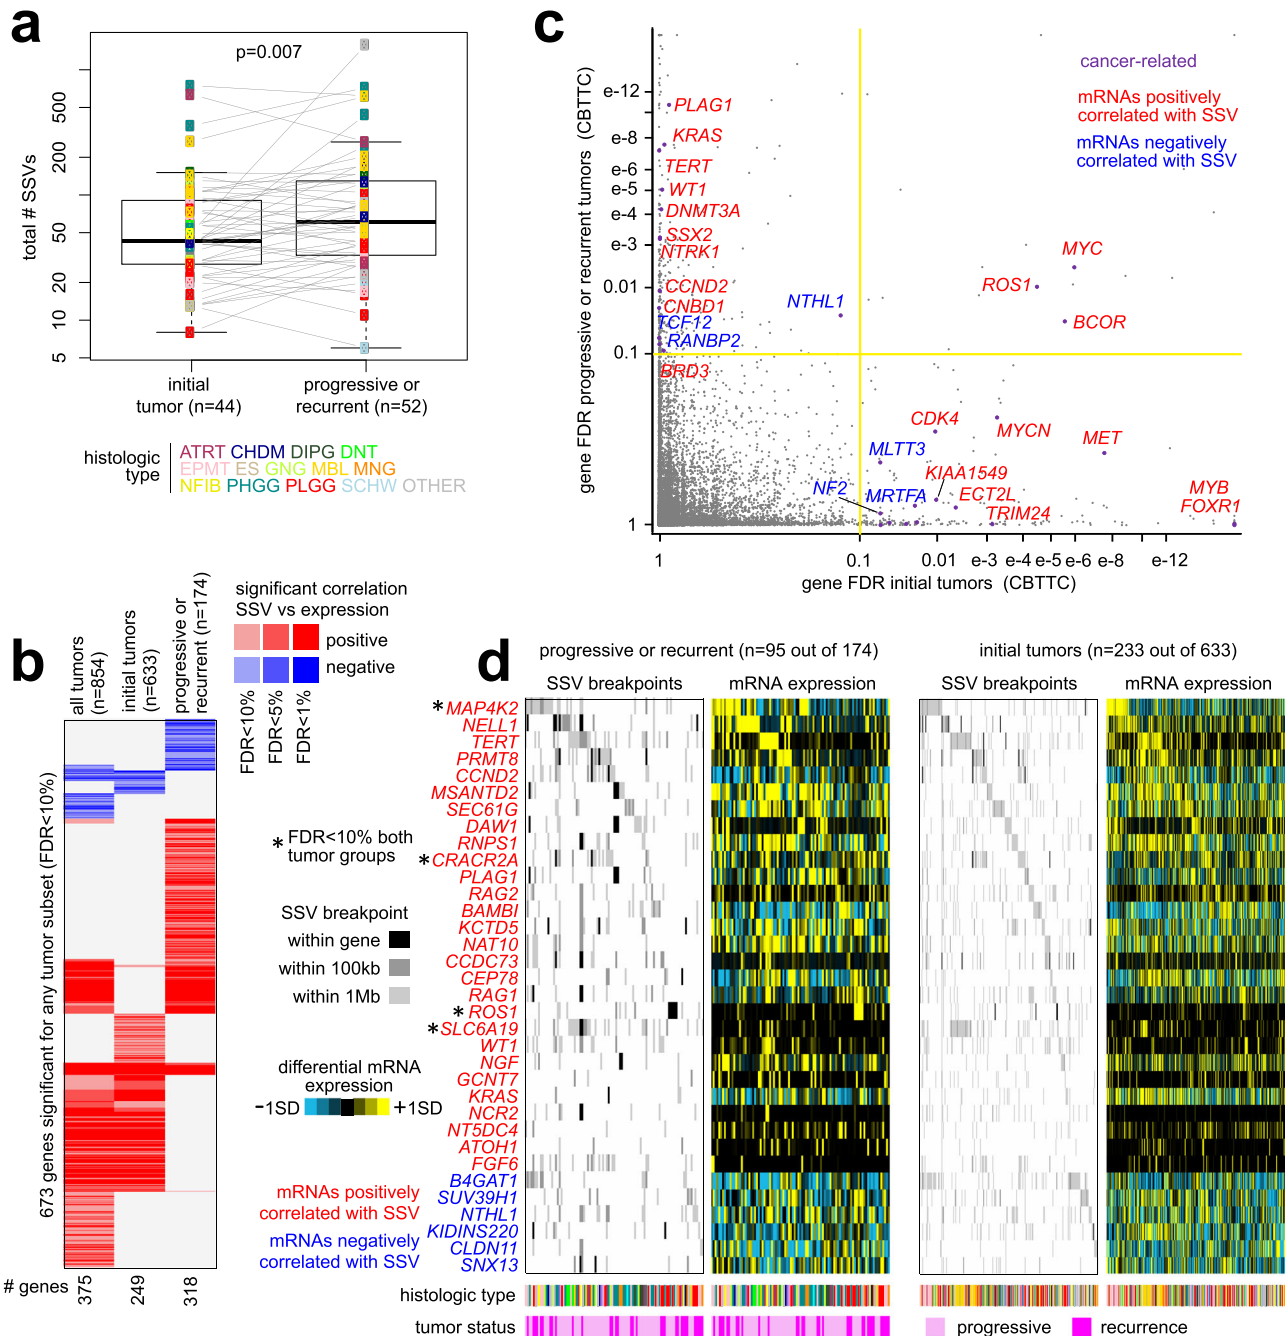 a
p=0.007
total # SSVs
500
200
50
20
10
5
initial
tumor (n=44)
progressive or
recurrent (n=52)
histologic
type
ATRT CHDM DIPG DNT
EPMT ES GNG MBL MNG
NFIB PHGG PLGG SCHW OTHER
c
gene FDR progressive or recurrent tumors (CBTTC)
e-12
e-8
e-6
e-5
e-4
e-3
0.01
0.1
1
cancer-related
mRNAs positively
correlated with SSV
mRNAs negatively
correlated with SSV
PLAG1
KRAS
TERT
WT1
DNMT3A
SSX2
NTRK1
CCND2
CNBD1
TCF12
RANBP2
BRD3
NTHL1
MYC
ROS1
BCOR
CDK4
MYCN
MET
MLTT3
KIAA1549
NF2
MRTFA
ECT2L
TRIM24
MYB
FOXR1
1
0.1
0.01
e-3
e-4
e-5
e-6
e-8
e-12
gene FDR initial tumors (CBTTC)
b
all tumors
(n=854)
initial tumors
(n=633)
progressive or
recurrent (n=174)
significant correlation
SSV vs expression
positive
negative
FDR<10%
FDR<5%
FDR<1%
673 genes significant for any tumor subset (FDR<10%)
* FDR<10% both
tumor groups
SSV breakpoint
within gene
within 100kb
within 1Mb
differential mRNA
expression
-1SD
+1SD
mRNAs positively
correlated with SSV
mRNAs negatively
correlated with SSV
# genes
375
249
318
d
progressive or recurrent (n=95 out of 174)
initial tumors (n=233 out of 633)
SSV breakpoints
mRNA expression
SSV breakpoints
mRNA expression
* MAP4K2
NELL1
TERT
PRMT8
CCND2
MSANTD2
SEC61G
DAW1
RNPS1
* CRACR2A
PLAG1
RAG2
BAMBI
KCTD5
NAT10
CCDC73
CEP78
RAG1
* ROS1
* SLC6A19
WT1
NGF
GCNT7
KRAS
NCR2
NT5DC4
ATOH1
FGF6
B4GAT1
SUV39H1
NTHL1
KIDINS220
CLDN11
SNX13
histologic type
tumor status
progressive
recurrence